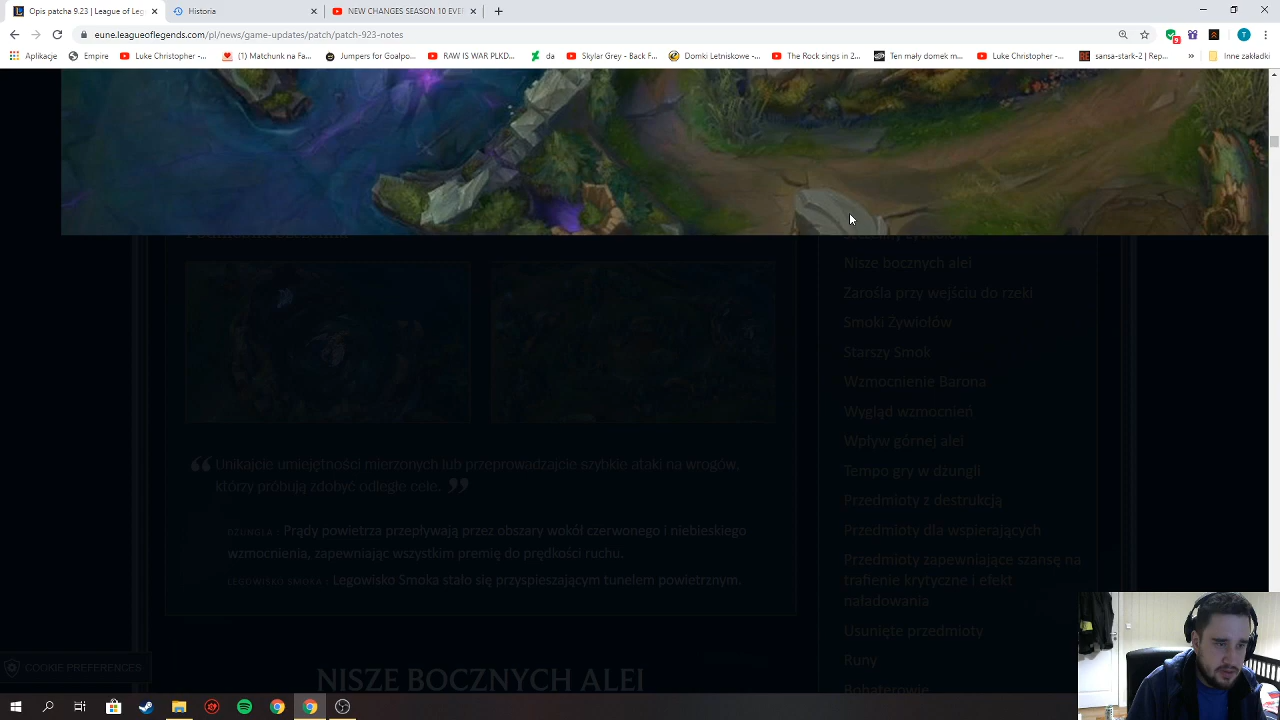 Opis patcha 9.23 | League of Leg
Historia
NEW CHANGES SEASON 10 EVE
eune.leagueoflegends.com/pl/news/game-updates/patch/patch-923-notes
9
T
Aplikacje
Empire
Luke Christopher -...
(1) Matchunk na Fa...
Jumpers for Goalpo...
RAW IS WAR PLKD...
da
Skylar Grey - Back F...
Domki Letniskowe -...
The Rock sings in 2...
Ten mały domek m...
Luke Christopher -...
sansa-stark-2 | Rep...
»
Inne zakładki
Nisze bocznych alei
Zarośla przy wejściu do rzeki
Smoki Żywiołów
Starszy Smok
Wzmocnienie Barona
Wygląd wzmocnień
Wpływ górnej alei
Tempo gry w dżungli
Przedmioty z destrukcją
Przedmioty dla wspierających
Przedmioty zapewniające szansę na
trafienie krytyczne i efekt
naładowania
Usunięte przedmioty
Runy
Bohaterowie
“ Unikajcie umiejętności mierzonych lub przeprowadzajcie szybkie ataki na wrogów,
którzy próbują zdobyć odległe cele. ”
DŻUNGLA : Prądy powietrza przepływają przez obszary wokół czerwonego i niebieskiego
wzmocnienia, zapewniając wszystkim premię do prędkości ruchu.
LEGOWISKO SMOKA : Legowisko Smoka stało się przyspieszającym tunelem powietrznym.
NISZE BOCZNYCH ALEI
COOKIE PREFERENCES